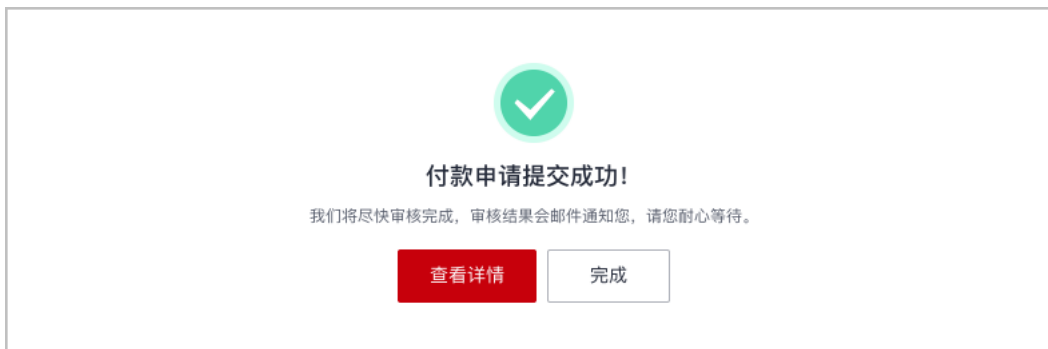 付款申请提交成功！
我们将尽快审核完成，审核结果会邮件通知您，请您耐心等待。
查看详情
完成